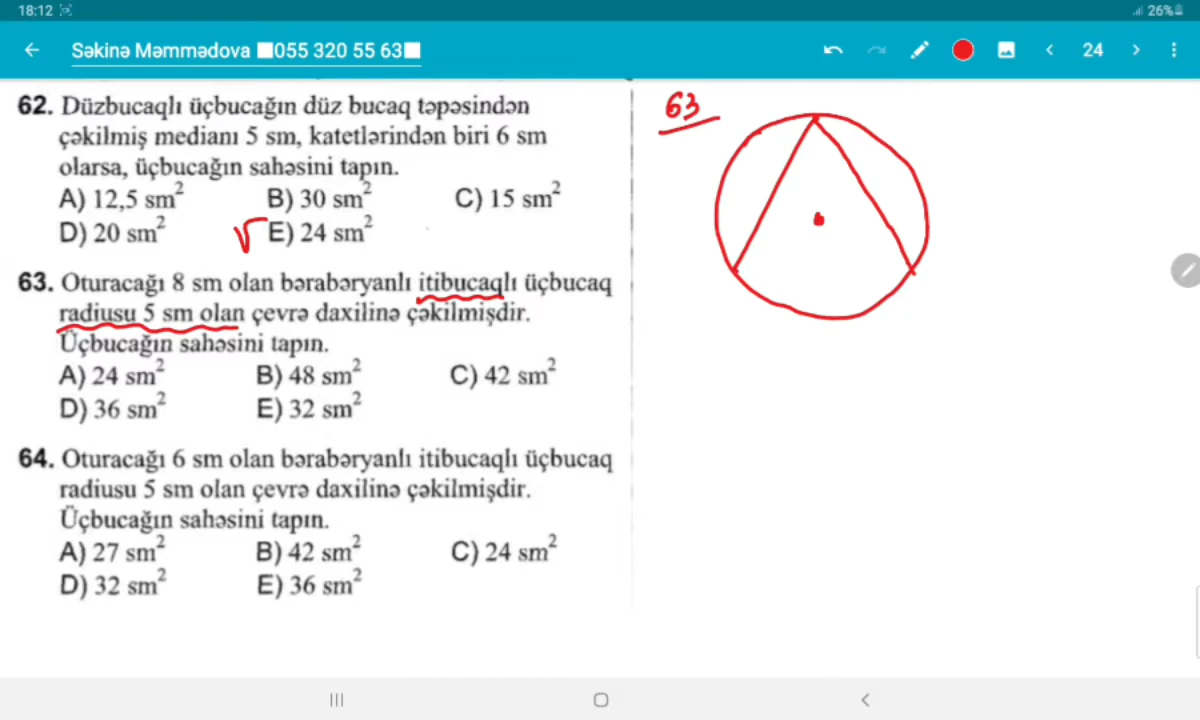 18:12
26%
Səkinə Məmmədova 055 320 55 63
24
62. Düzbucaqlı üçbucağın düz bucaq təpəsindən
çəkilmiş medianı 5 sm, katetlərindən biri 6 sm
olarsa, üçbucağın sahəsini tapın.
A) 12,5 sm² B) 30 sm² C) 15 sm²
D) 20 sm² E) 24 sm²
63. Oturacağı 8 sm olan bərabəryanlı itibucaqlı üçbucaq
radiusu 5 sm olan çevrə daxilinə çəkilmişdir.
Üçbucağın sahəsini tapın.
A) 24 sm² B) 48 sm² C) 42 sm²
D) 36 sm² E) 32 sm²
64. Oturacağı 6 sm olan bərabəryanlı itibucaqlı üçbucaq
radiusu 5 sm olan çevrə daxilinə çəkilmişdir.
Üçbucağın sahəsini tapın.
A) 27 sm² B) 42 sm² C) 24 sm²
D) 32 sm² E) 36 sm²
63